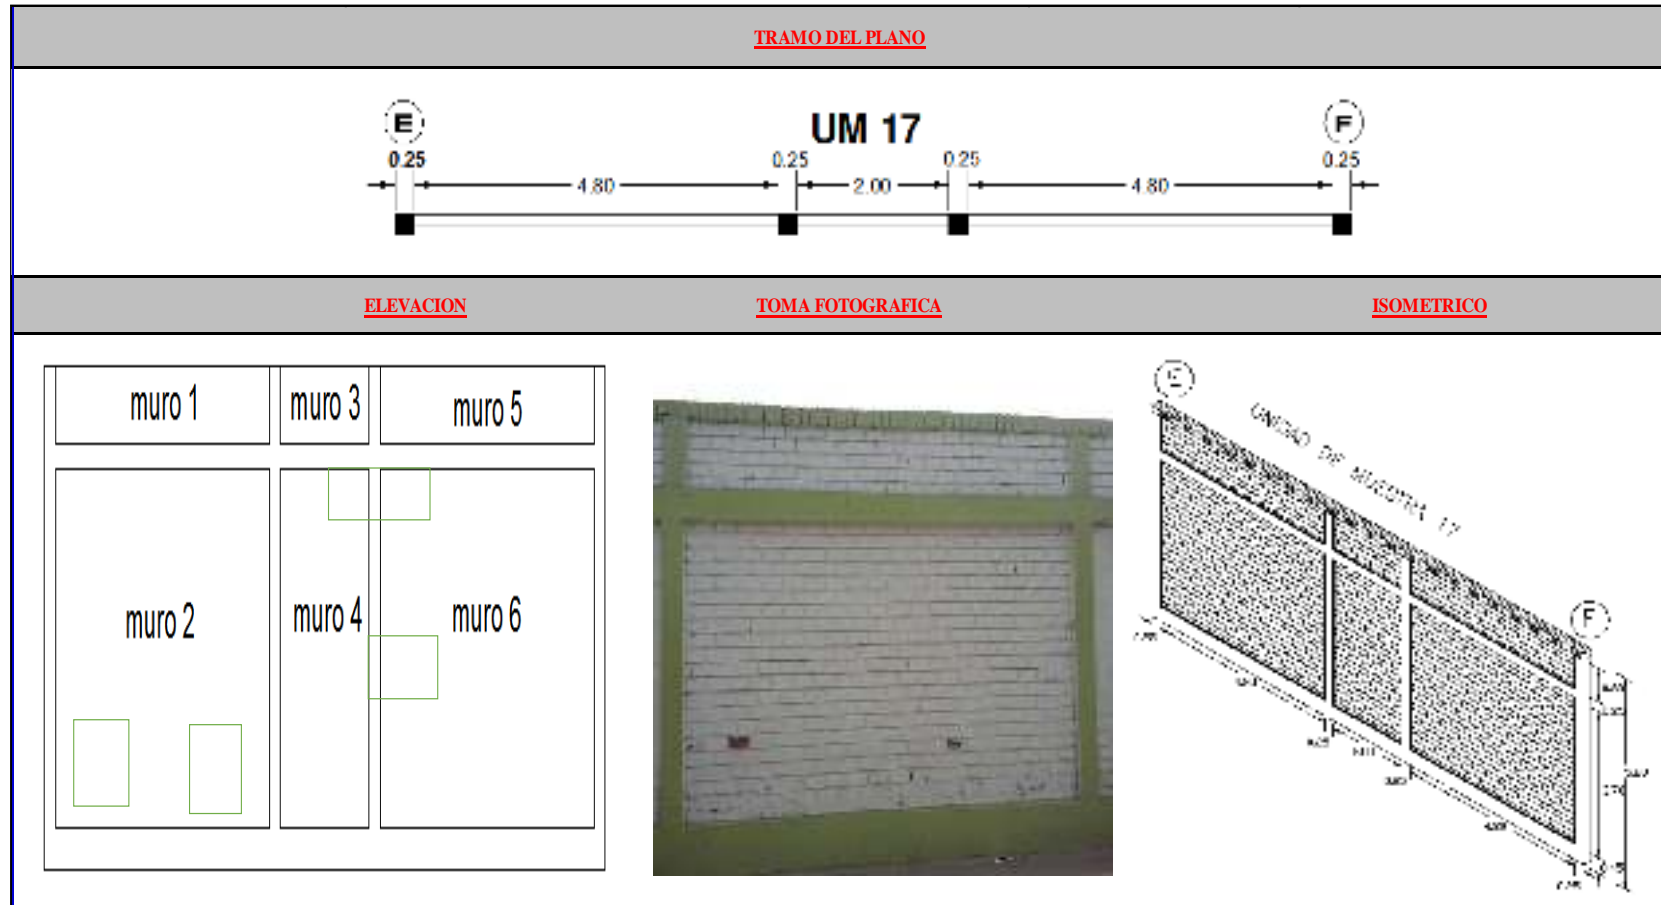 TRAMO DEL PLANO
E
UM 17
F
0.25
0.25
0.25
0.25
4.80
2.00
4.80
ELEVACION
TOMA FOTOGRAFICA
ISOMETRICO
muro 1
muro 3
muro 5
muro 2
muro 4
muro 6
E
UNIDAD DE MUESTRA 17
F